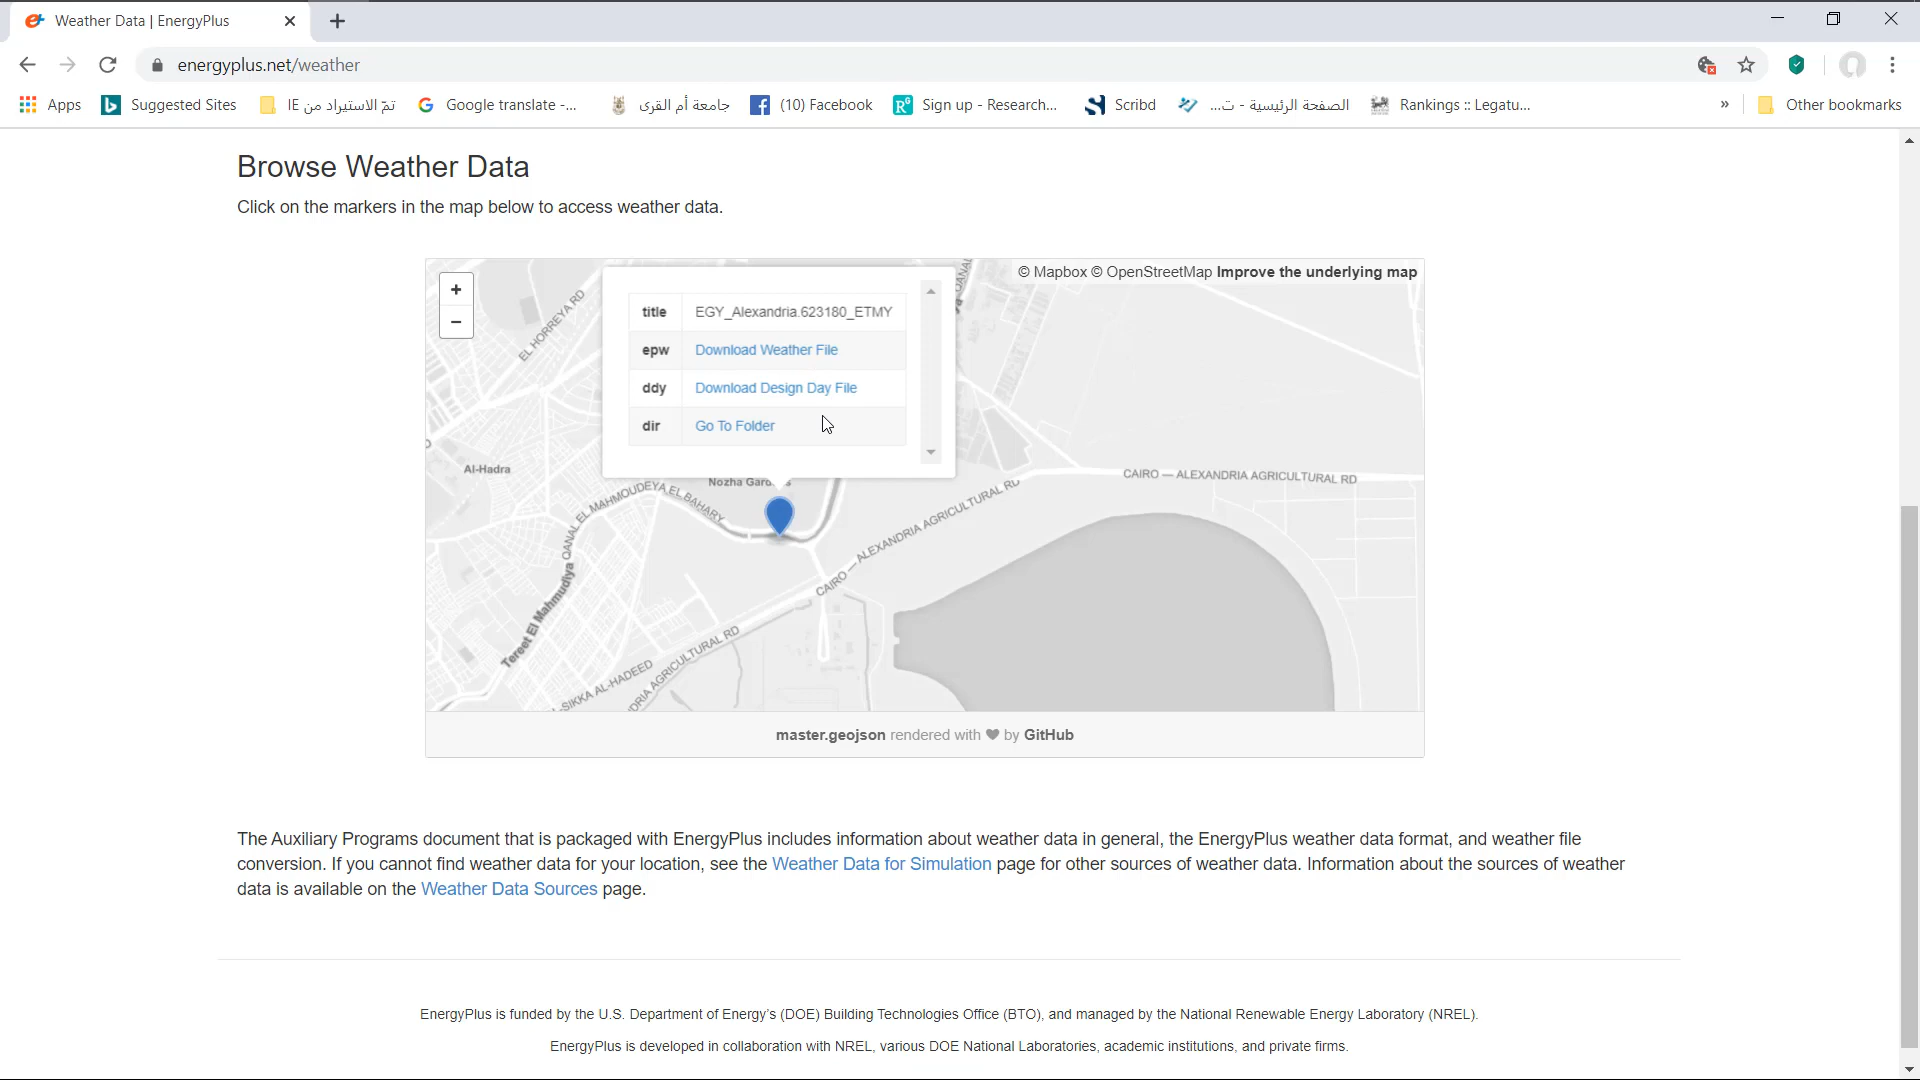 Weather Data | EnergyPlus
energyplus.net/weather
Apps
Suggested Sites
تمّ الاستيراد من IE
Google translate -...
جامعة أم القرى
(10) Facebook
Sign up - Research...
Scribd
الصفحة الرئيسية - ت...
Rankings :: Legatu...
»
Other bookmarks
Browse Weather Data
Click on the markers in the map below to access weather data.
+
−
© Mapbox © OpenStreetMap Improve the underlying map
title EGY_Alexandria.623180_ETMY
epw Download Weather File
ddy Download Design Day File
dir Go To Folder
EL HORREYA RD
Al-Hadra
QANAL EL MAHMOUDEYA EL BAHARY
Tereet El Mahmudiya
CAIRO — ALEXANDRIA AGRICULTURAL RD
CAIRO — ALEXANDRIA AGRICULTURAL RD
-SIKKA AL-HADEED
DRIA AGRICULTURAL RD
master.geojson rendered with ❤ by GitHub
The Auxiliary Programs document that is packaged with EnergyPlus includes information about weather data in general, the EnergyPlus weather data format, and weather file
conversion. If you cannot find weather data for your location, see the Weather Data for Simulation page for other sources of weather data. Information about the sources of weather
data is available on the Weather Data Sources page.
EnergyPlus is funded by the U.S. Department of Energy's (DOE) Building Technologies Office (BTO), and managed by the National Renewable Energy Laboratory (NREL).
EnergyPlus is developed in collaboration with NREL, various DOE National Laboratories, academic institutions, and private firms.